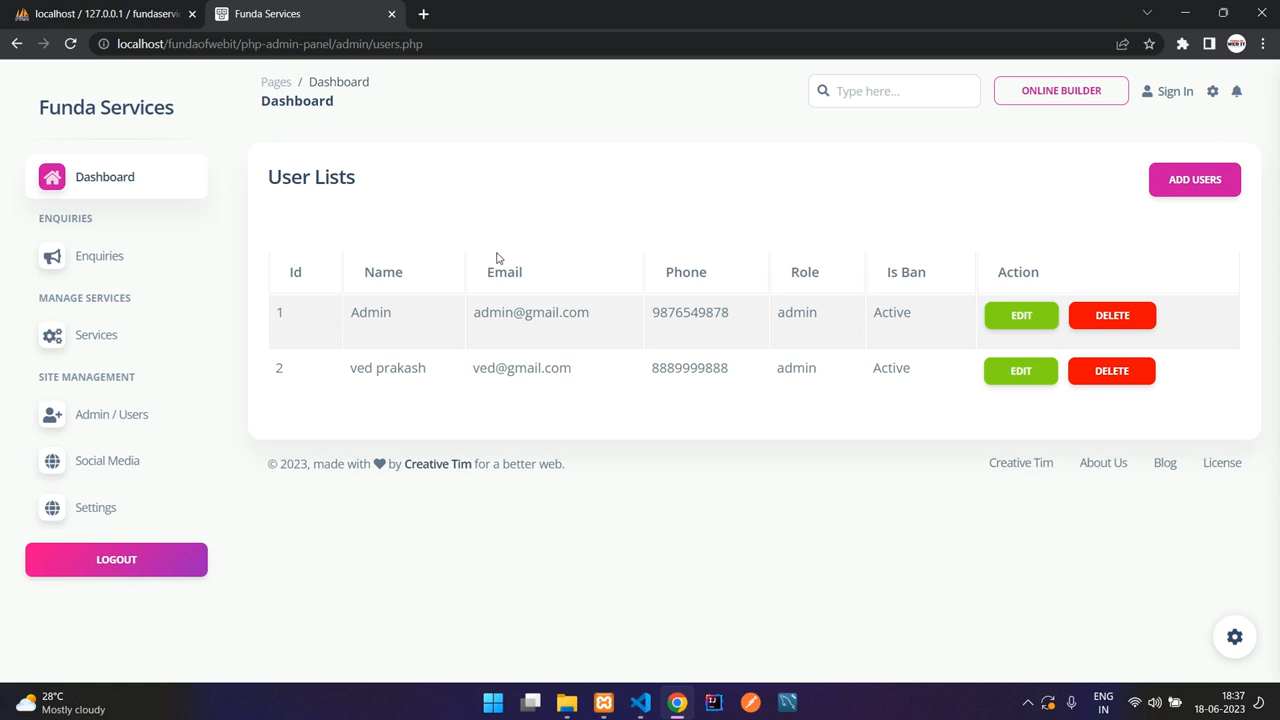 localhost / 127.0.0.1 / fundaservic
Funda Services
localhost/fundaofwebit/php-admin-panel/admin/users.php
Funda Services
Pages / Dashboard
Dashboard
Type here...
ONLINE BUILDER
Sign In
Dashboard
ENQUIRIES
Enquiries
MANAGE SERVICES
Services
SITE MANAGEMENT
Admin / Users
Social Media
Settings
LOGOUT
User Lists
ADD USERS
Id Name Email Phone Role Is Ban Action
1 Admin admin@gmail.com 9876549878 admin Active EDIT DELETE
2 ved prakash ved@gmail.com 8889999888 admin Active EDIT DELETE
© 2023, made with by Creative Tim for a better web.
Creative Tim About Us Blog License
28°C
Mostly cloudy
ENG
IN
18:37
18-06-2023